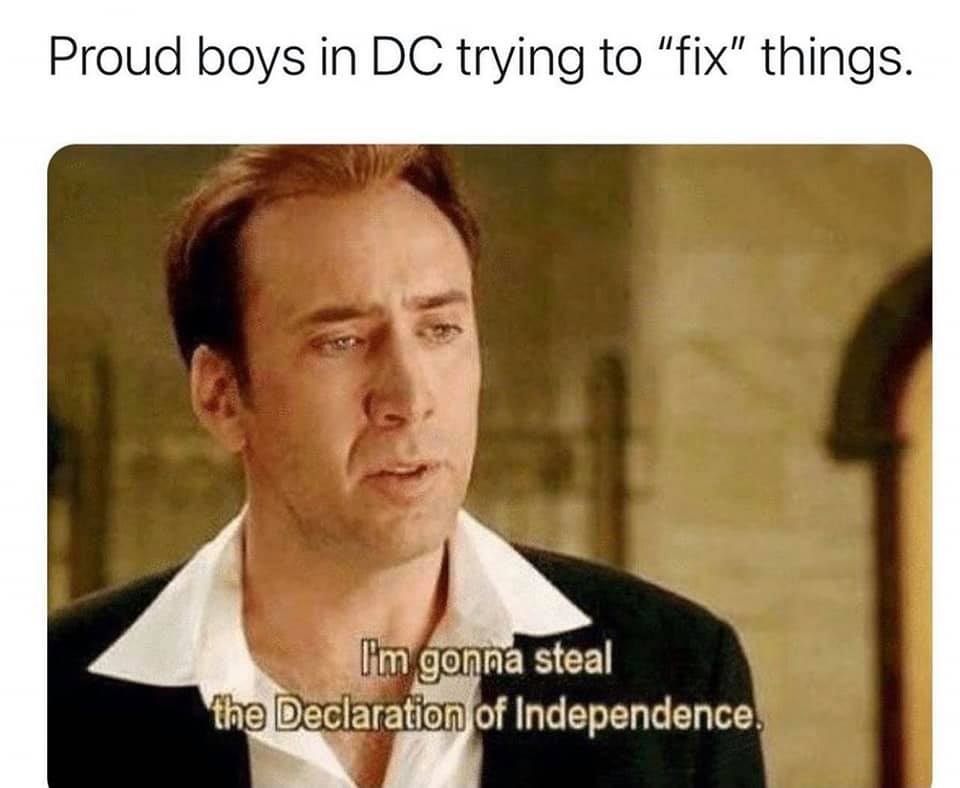 Proud boys in DC trying to “fix” things.
I'm gonna steal
the Declaration of Independence.